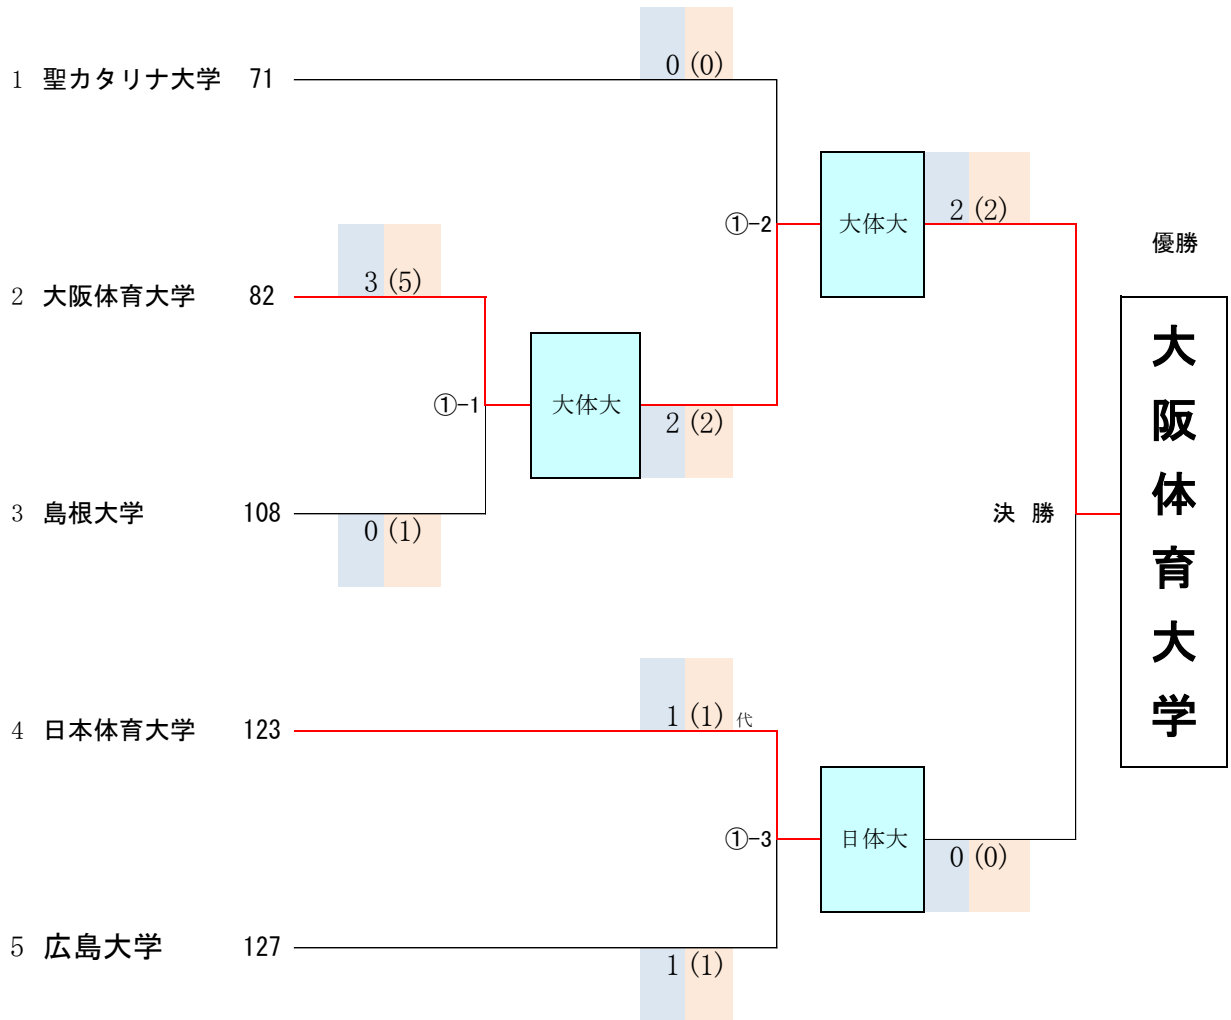 0 (0)
1 聖カタリナ大学 71
①-2 大体大 2 (2)
優勝
3 (5)
2 大阪体育大学 82
①-1 大体大
2 (2)
3 島根大学 108
0 (1)
決 勝
大阪体育大学
1 (1) 代
4 日本体育大学 123
①-3 日体大
0 (0)
5 広島大学 127
1 (1)